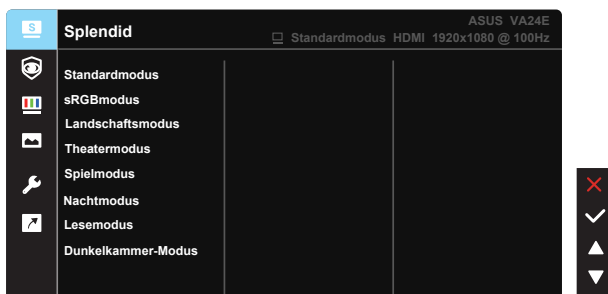 S
Splendid
ASUS VA24E
Standardmodus HDMI 1920x1080 @ 100Hz
Standardmodus
sRGBmodus
Landschaftsmodus
Theatermodus
Spielmodus
Nachtmodus
Lesemodus
Dunkelkammer-Modus